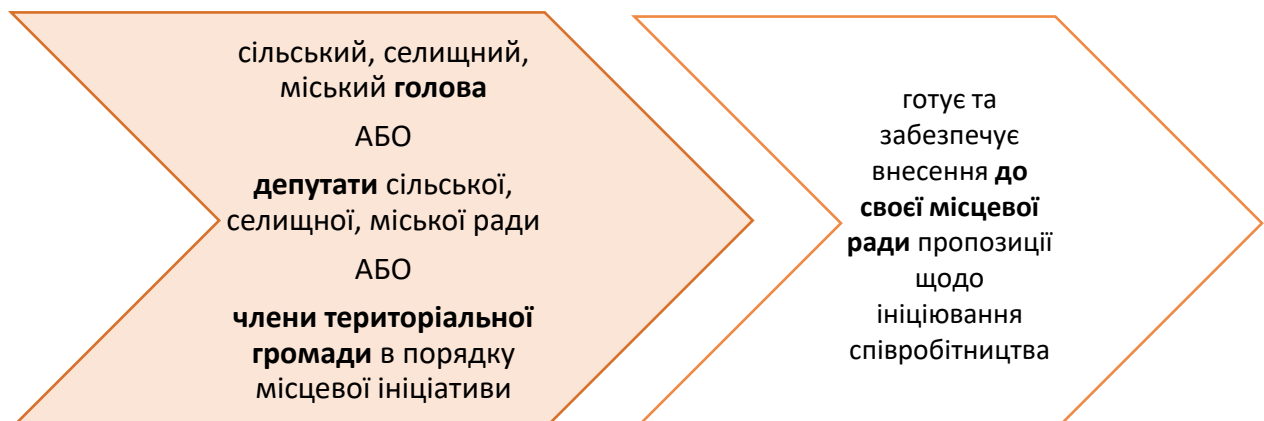 сільський, селищний,
міський голова
АБО
депутати сільської,
селищної, міської ради
АБО
члени територіальної
громади в порядку
місцевої ініціативи
готує та
забезпечує
внесення до
своєї місцевої
ради пропозиції
щодо
ініціювання
співробітництва